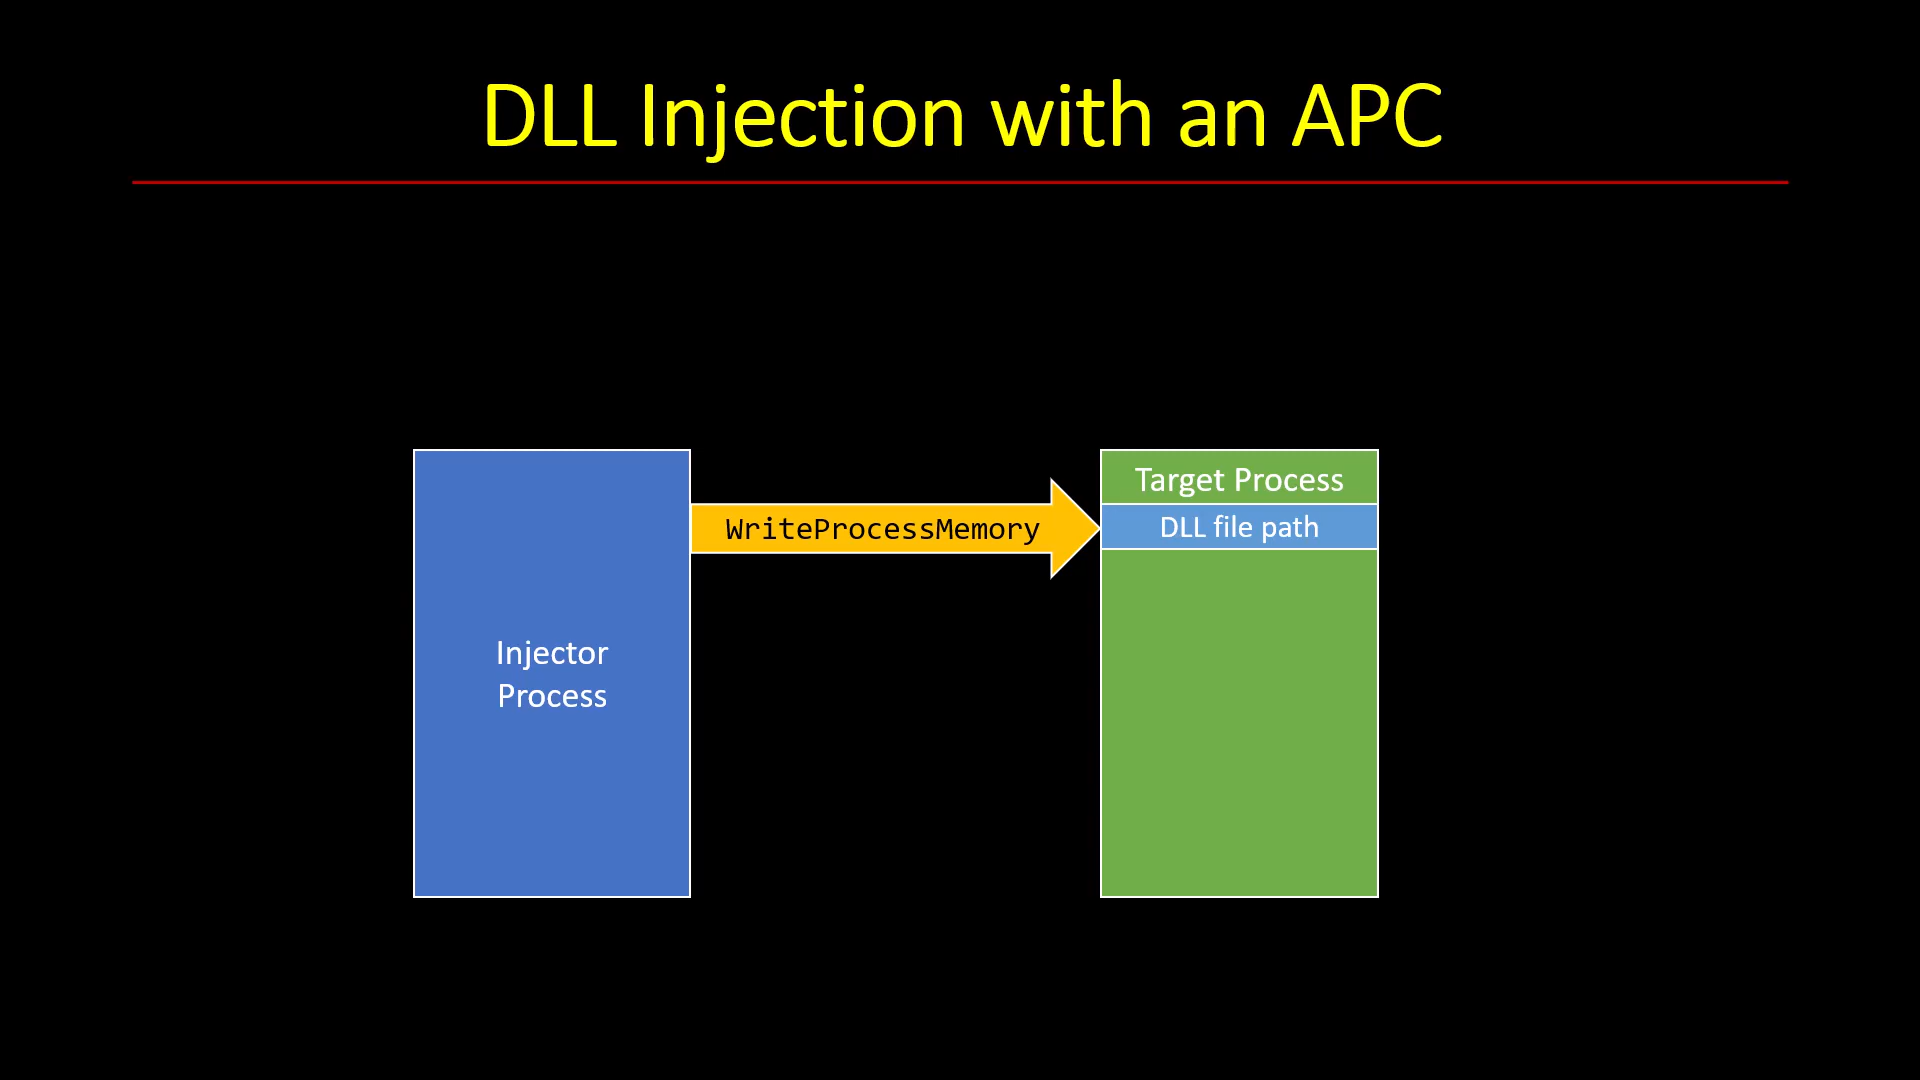 DLL Injection with an APC
Target Process
WriteProcessMemory
DLL file path
Injector
Process